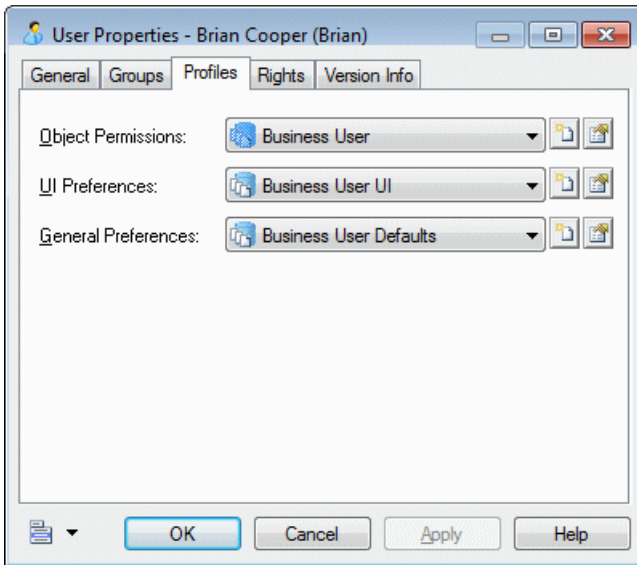 User Properties - Brian Cooper (Brian)
General Groups Profiles Rights Version Info
Object Permissions: Business User
UI Preferences: Business User UI
General Preferences: Business User Defaults
OK Cancel Apply Help